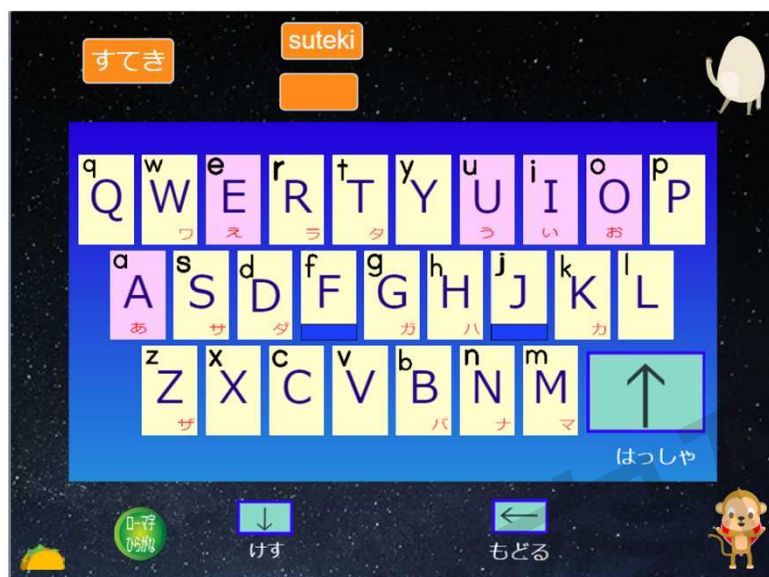 すてき
suteki
q w e r t y u i o p
Q W E R T Y U I O P
ワ え ラ タ う い お
a s d f g h j k l
A S D F G H J K L
あ サ ダ ガ ハ カ
z x c v b n m
Z X C V B N M ↑
ザ バ ナ マ
はっしゃ
ローマ字
ひらがな
↓ ←
けす もどる